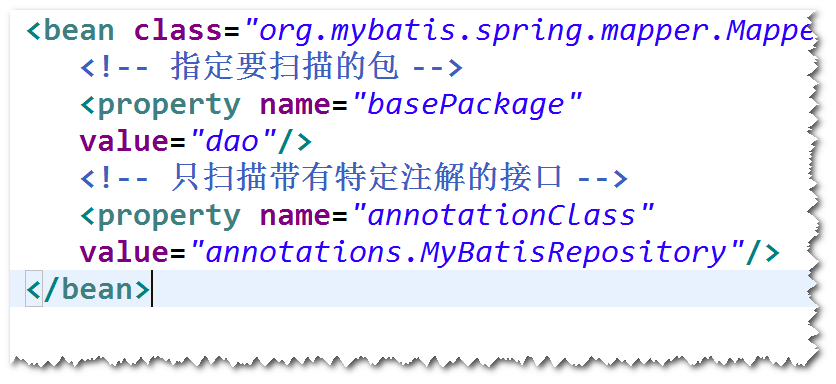 <bean class="org.mybatis.spring.mapper.Mappe
<!-- 指定要扫描的包 -->
<property name="basePackage"
value="dao"/>
<!-- 只扫描带有特定注解的接口 -->
<property name="annotationClass"
value="annotations.MyBatisRepository"/>
</bean>